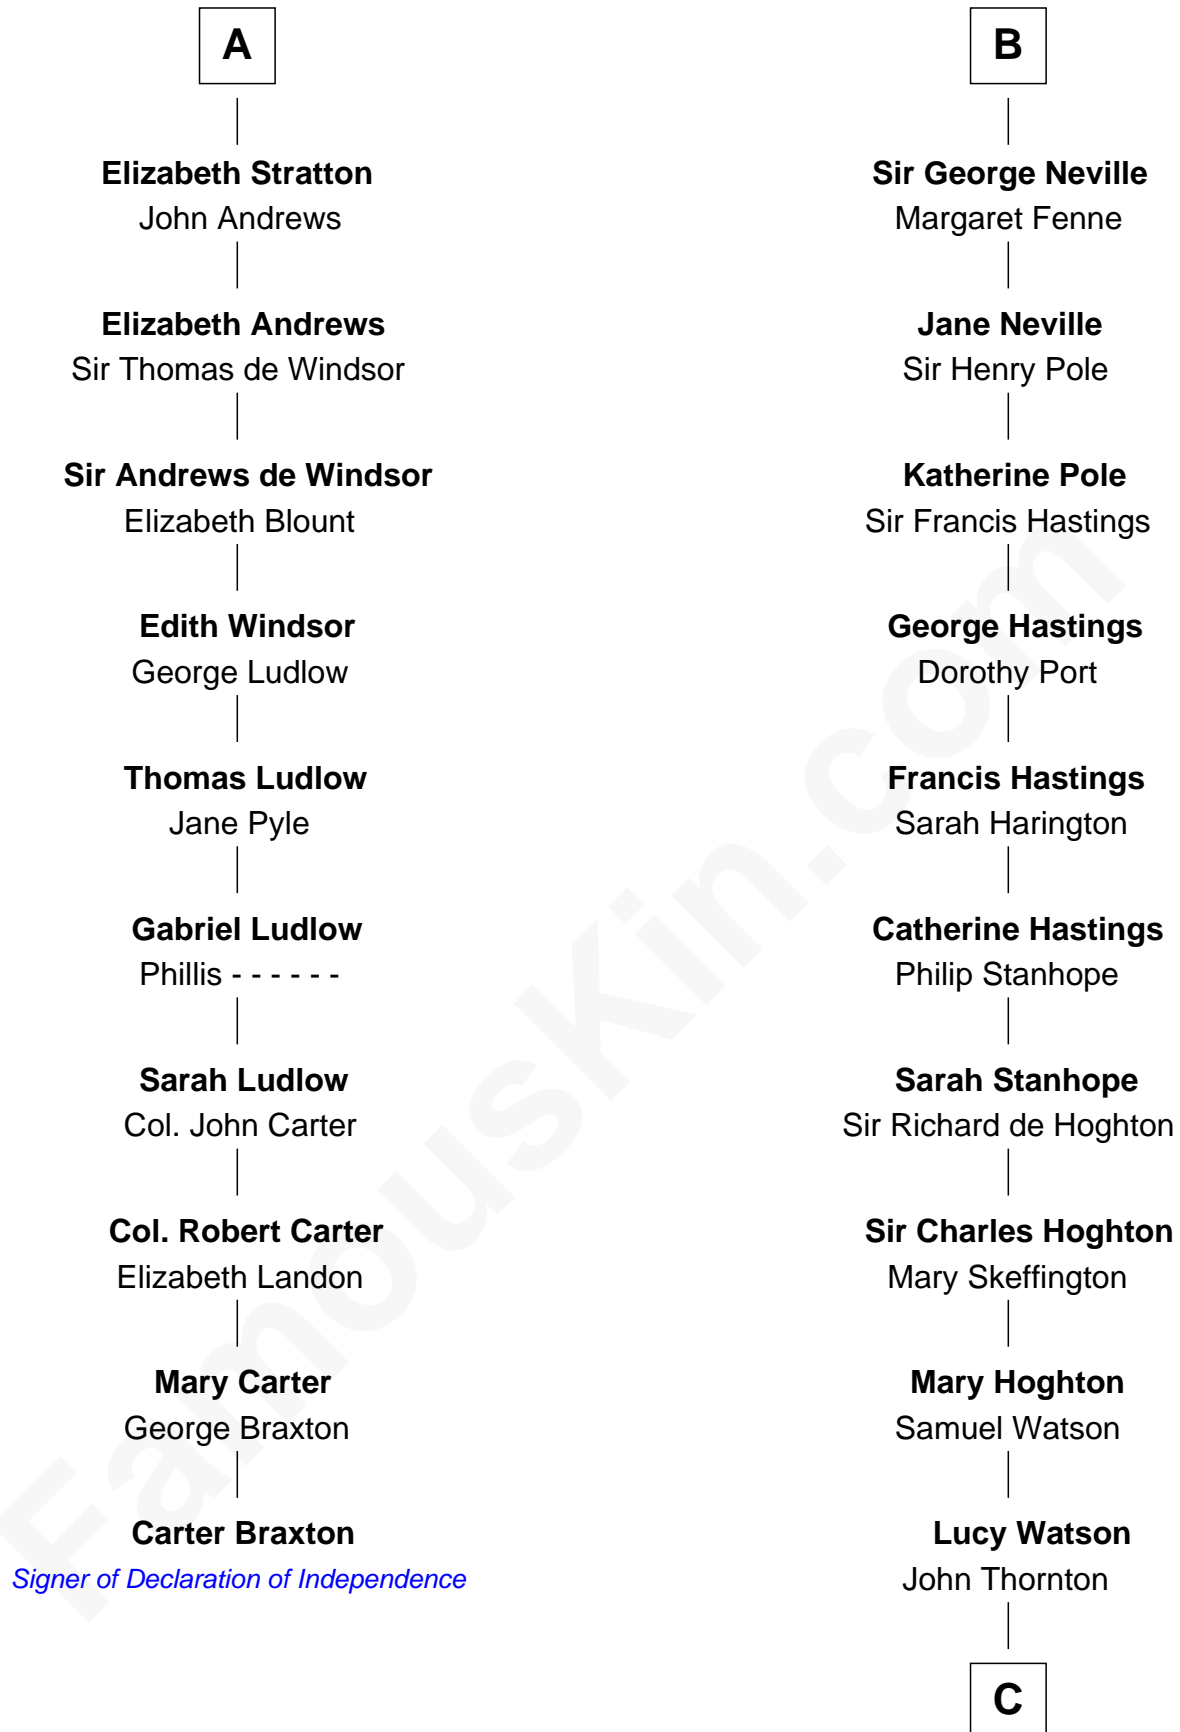 A
Elizabeth Stratton
John Andrews
Elizabeth Andrews
Sir Thomas de Windsor
Sir Andrews de Windsor
Elizabeth Blount
Edith Windsor
George Ludlow
Thomas Ludlow
Jane Pyle
Gabriel Ludlow
Phillis - - - - - -
Sarah Ludlow
Col. John Carter
Col. Robert Carter
Elizabeth Landon
Mary Carter
George Braxton
Carter Braxton
Signer of Declaration of Independence
B
Sir George Neville
Margaret Fenne
Jane Neville
Sir Henry Pole
Katherine Pole
Sir Francis Hastings
George Hastings
Dorothy Port
Francis Hastings
Sarah Harington
Catherine Hastings
Philip Stanhope
Sarah Stanhope
Sir Richard de Hoghton
Sir Charles Hoghton
Mary Skeffington
Mary Hoghton
Samuel Watson
Lucy Watson
John Thornton
C
FamousKin.com